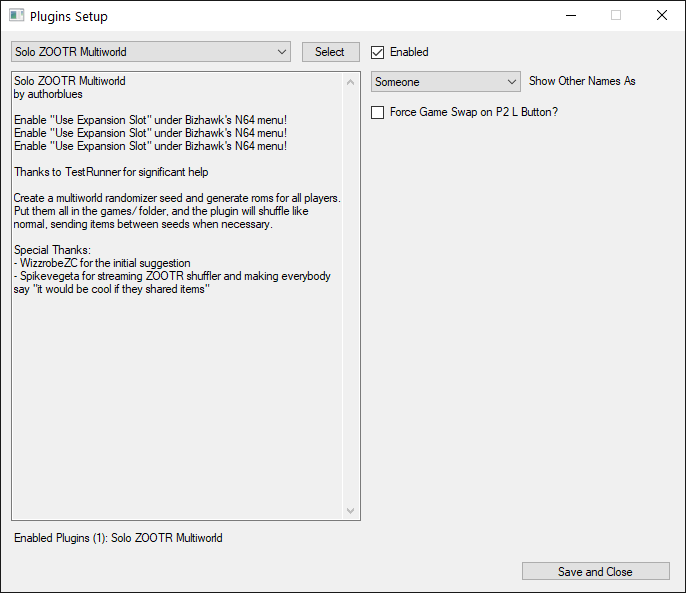 Plugins Setup
Solo ZOOTR Multiworld
Select
Enabled
Solo ZOOTR Multiworld
by authorblues
Enable "Use Expansion Slot" under Bizhawk's N64 menu!
Enable "Use Expansion Slot" under Bizhawk's N64 menu!
Enable "Use Expansion Slot" under Bizhawk's N64 menu!
Thanks to TestRunner for significant help
Create a multiworld randomizer seed and generate roms for all players.
Put them all in the games/ folder, and the plugin will shuffle like
normal, sending items between seeds when necessary.
Special Thanks:
- WizzrobeZC for the initial suggestion
- Spikevegeta for streaming ZOOTR shuffler and making everybody
say "it would be cool if they shared items"
Someone
Show Other Names As
Force Game Swap on P2 L Button?
Enabled Plugins (1): Solo ZOOTR Multiworld
Save and Close